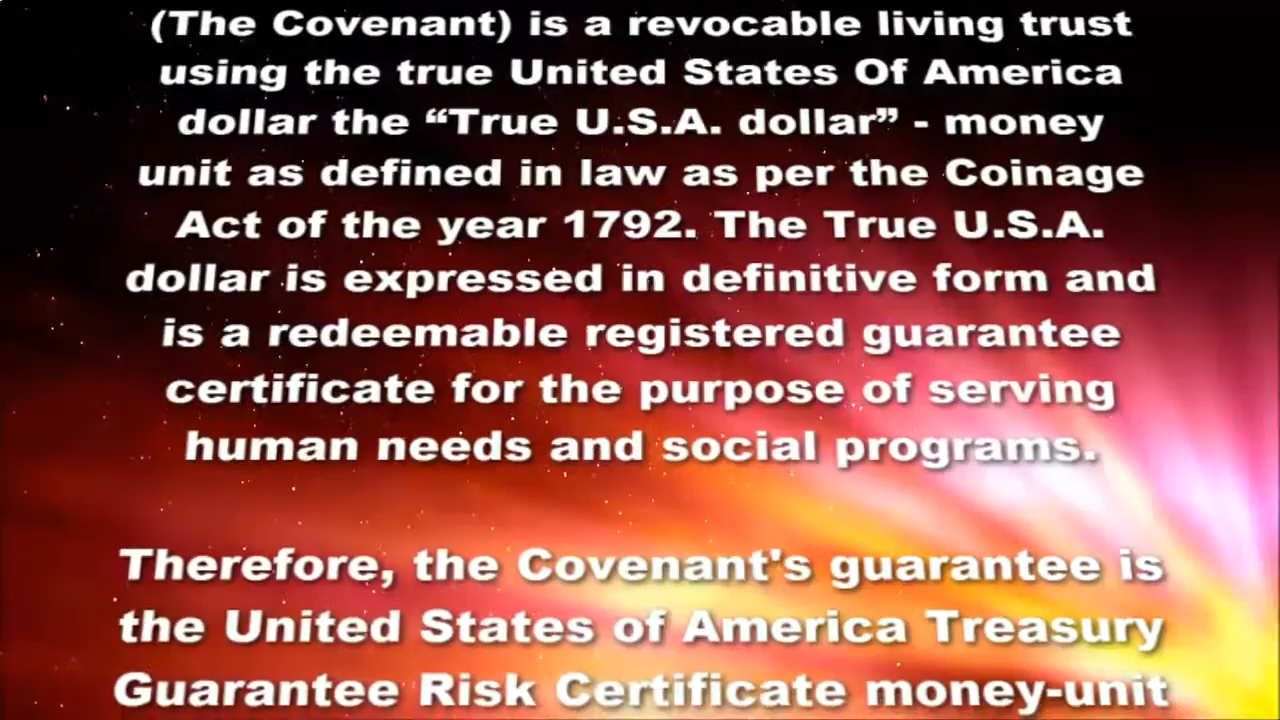 (The Covenant) is a revocable living trust
using the true United States Of America
dollar the “True U.S.A. dollar” - money
unit as defined in law as per the Coinage
Act of the year 1792. The True U.S.A.
dollar is expressed in definitive form and
is a redeemable registered guarantee
certificate for the purpose of serving
human needs and social programs.
Therefore, the Covenant's guarantee is
the United States of America Treasury
Guarantee Risk Certificate money-unit